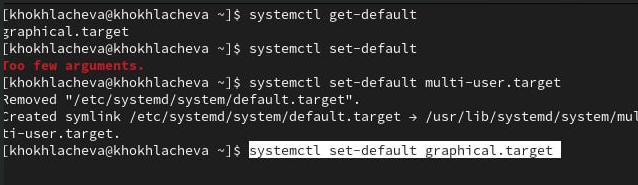 [khokhlacheva@khokhlacheva ~]$ systemctl get-default
graphical.target
[khokhlacheva@khokhlacheva ~]$ systemctl set-default
Too few arguments.
[khokhlacheva@khokhlacheva ~]$ systemctl set-default multi-user.target
Removed "/etc/systemd/system/default.target".
Created symlink /etc/systemd/system/default.target → /usr/lib/systemd/system/mul
ti-user.target.
[khokhlacheva@khokhlacheva ~]$ systemctl set-default graphical.target